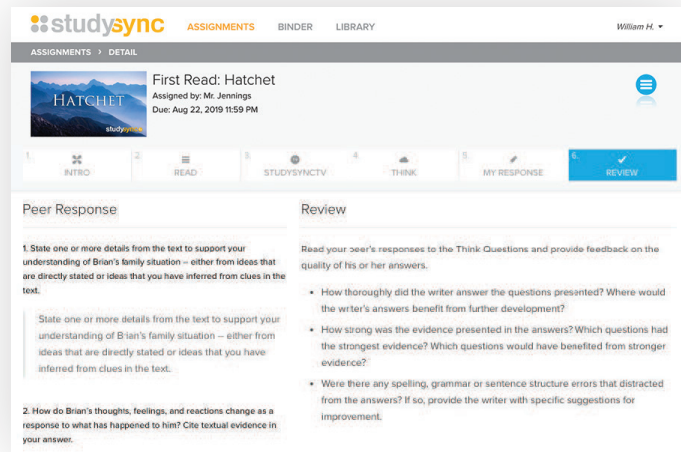 studysync
ASSIGNMENTS BINDER LIBRARY
William H.
ASSIGNMENTS › DETAIL
HATCHET
studysync
First Read: Hatchet
Assigned by: Mr. Jennings
Due: Aug 22, 2019 11:59 PM
1. INTRO
2. READ
3. STUDYSYNCTV
4. THINK
5. MY RESPONSE
6. REVIEW
Peer Response
1. State one or more details from the text to support your
understanding of Brian's family situation – either from ideas that
are directly stated or ideas that you have inferred from clues in the
text.
State one or more details from the text to support your
understanding of Brian's family situation – either from
ideas that are directly stated or ideas that you have
inferred from clues in the text.
2. How do Brian's thoughts, feelings, and reactions change as a
response to what has happened to him? Cite textual evidence in
your answer.
Review
Read your peer's responses to the Think Questions and provide feedback on the
quality of his or her answers.
• How thoroughly did the writer answer the questions presented? Where would
the writer's answers benefit from further development?
• How strong was the evidence presented in the answers? Which questions had
the strongest evidence? Which questions would have benefited from stronger
evidence?
• Were there any spelling, grammar or sentence structure errors that distracted
from the answers? If so, provide the writer with specific suggestions for
improvement.